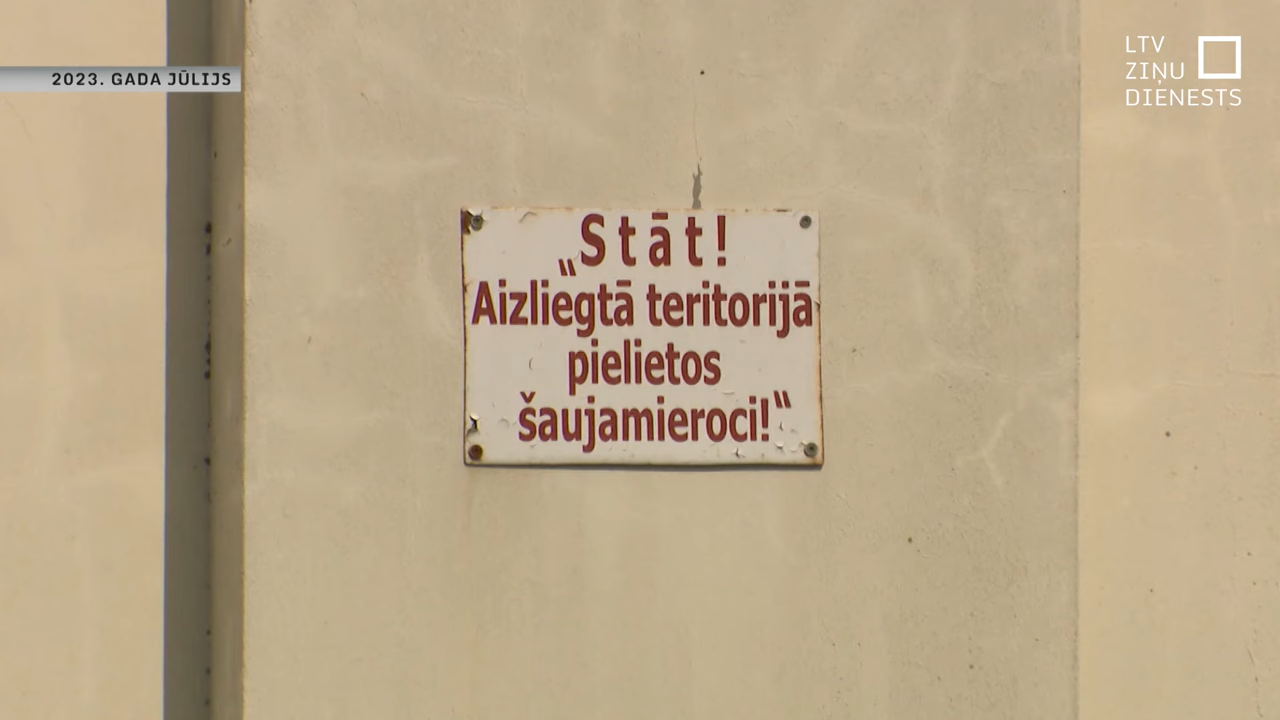 2023. GADA JŪLIJS
LTV
ZIŅU
DIENESTS
„Stāt!
Aizliegtā teritorijā
pielietos
šaujamieroci!“